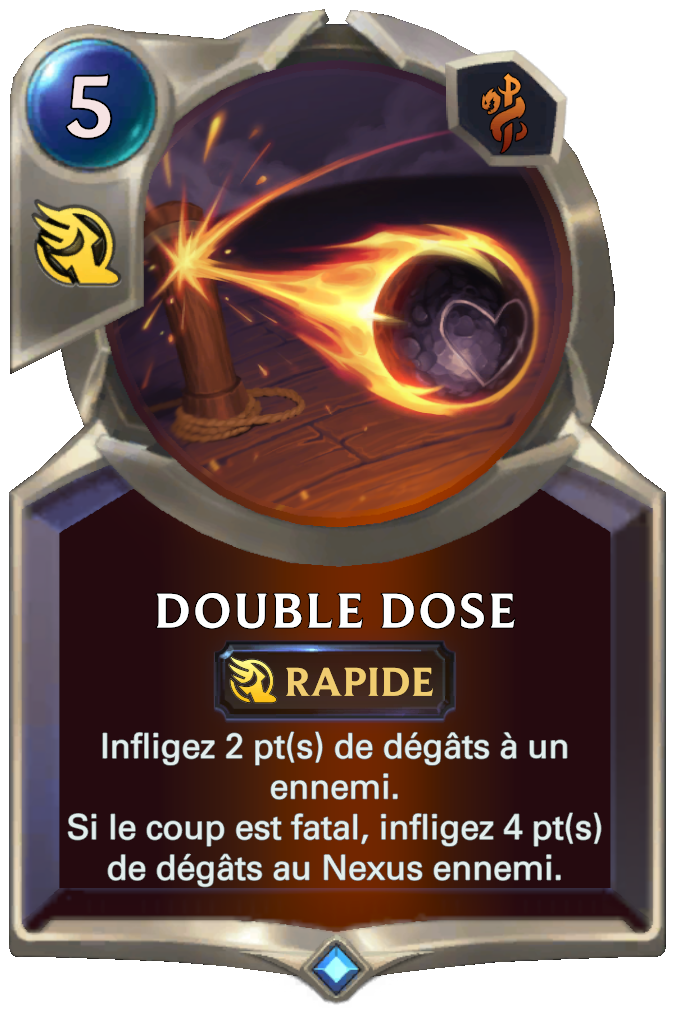 5
DOUBLE DOSE
RAPIDE
Infligez 2 pt(s) de dégâts à un
ennemi.
Si le coup est fatal, infligez 4 pt(s)
de dégâts au Nexus ennemi.